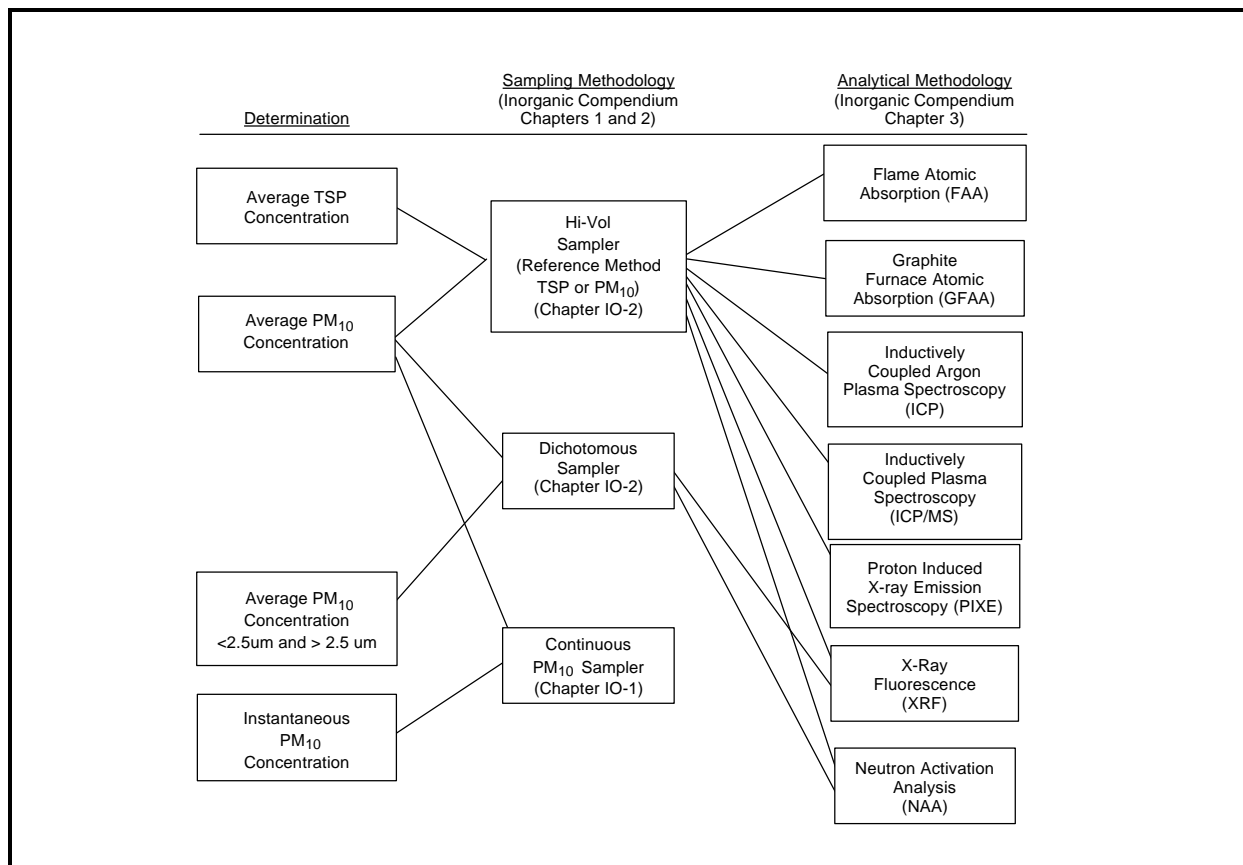 Determination
Sampling Methodology
(Inorganic Compendium
Chapters 1 and 2)
Analytical Methodology
(Inorganic Compendium
Chapter 3)
Average TSP
Concentration
Average PM10
Concentration
Average PM10
Concentration
<2.5um and > 2.5 um
Instantaneous
PM10
Concentration
Hi-Vol
Sampler
(Reference Method
TSP or PM10)
(Chapter IO-2)
Dichotomous
Sampler
(Chapter IO-2)
Continuous
PM10 Sampler
(Chapter IO-1)
Flame Atomic
Absorption (FAA)
Graphite
Furnace Atomic
Absorption (GFAA)
Inductively
Coupled Argon
Plasma Spectroscopy
(ICP)
Inductively
Coupled Plasma
Spectroscopy
(ICP/MS)
Proton Induced
X-ray Emission
Spectroscopy (PIXE)
X-Ray
Fluorescence
(XRF)
Neutron Activation
Analysis
(NAA)